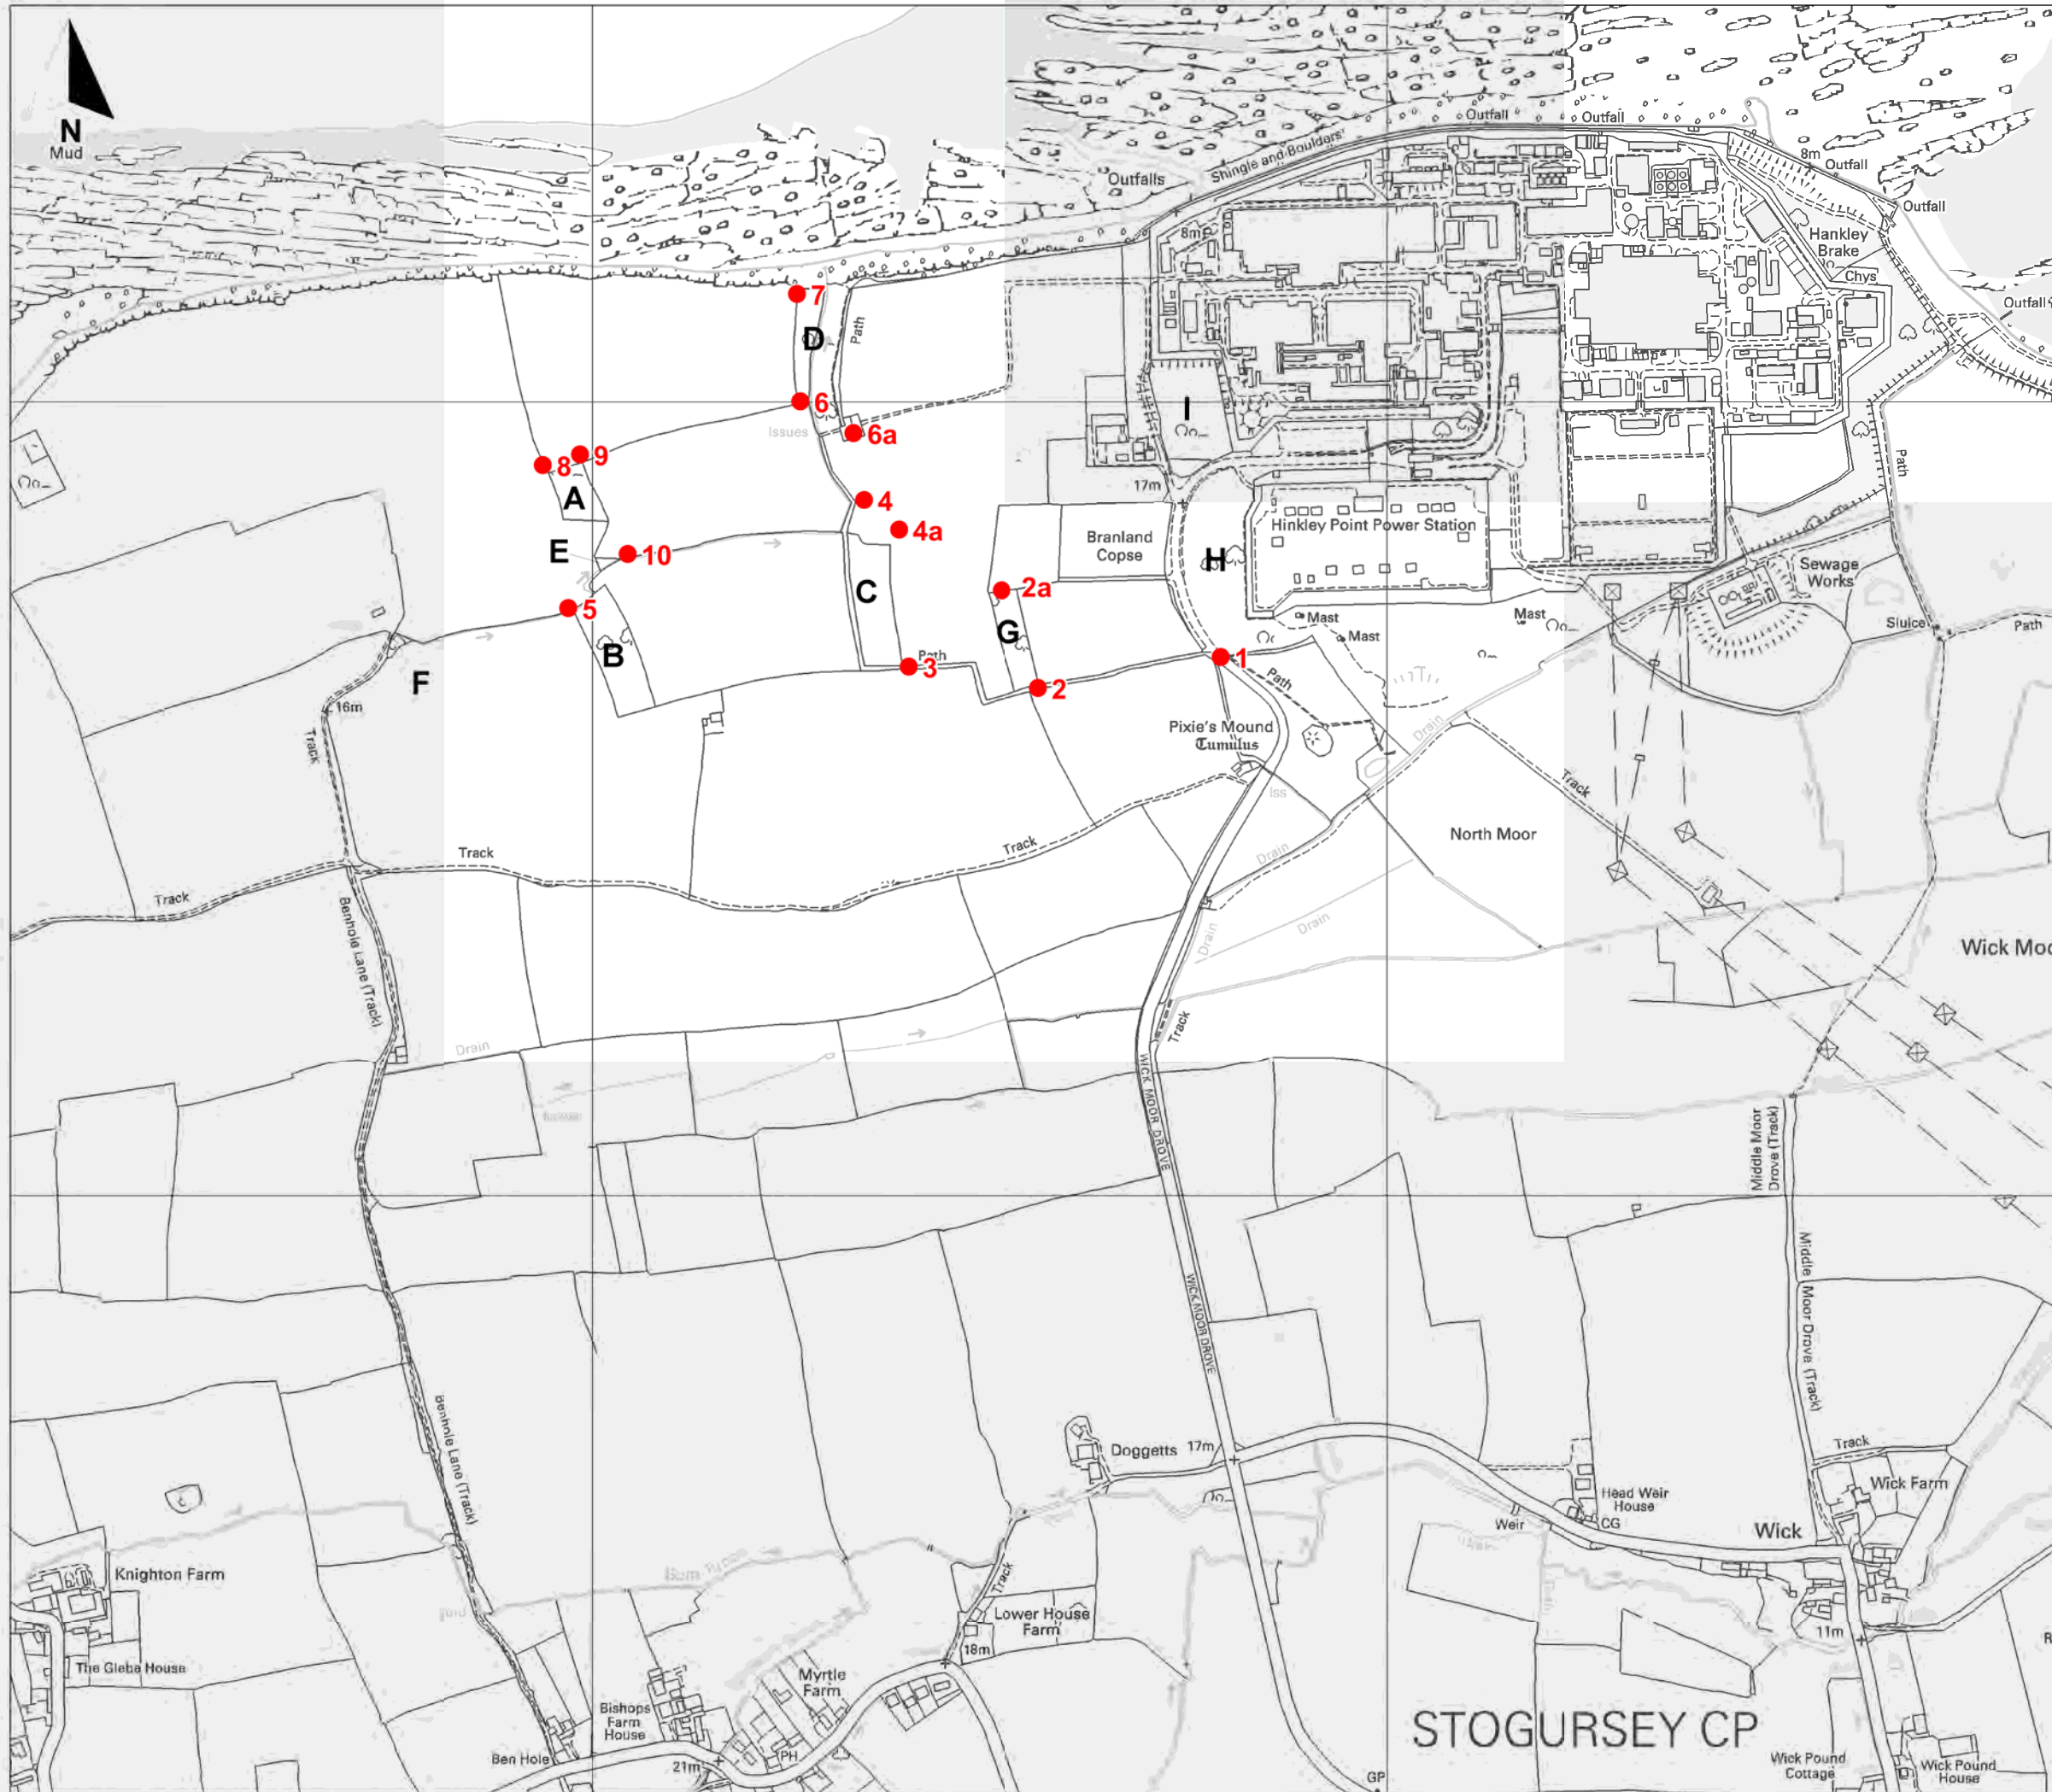 N
Mud
Outfall
Outfall
Shingle and Boulders
8m
Outfall
Outfalls
Outfall
8m
Hankley
Brake
Chys
Outfall
7
D
Path
I
6
Issues
6a
9
8
A
17m
Path
4
4a
Hinkley Point Power Station
Branland
Copse
E
10
H
C
2a
Sewage
Works
5
G
Mast
Mast
Mast
Sluice
Path
B
Path
3
1
F
2
Path
16m
Pixie's Mound
Tumulus
Drain
Track
Iss
Track
North Moor
Track
Track
Drain
Track
Benhole Lane (Track)
Drain
Drain
Wick Moo
Track
Drain
WICK MOOR DROVE
Middle Moor
Drove (Track)
Middle Moor Drove (Track)
WICK MOOR DROVE
Benhole Lane (Track)
Doggetts
17m
Track
Wick Farm
Head Weir
House
Weir
CG
Wick
Knighton Farm
Track
Lower House
Farm
11m
18m
The Glebe House
Myrtle
Farm
Bishops
Farm
House
STOGURSEY CP
Ben Hole
21m
PH
Wick Pound
Cottage
Wick Pound
House
GP
R